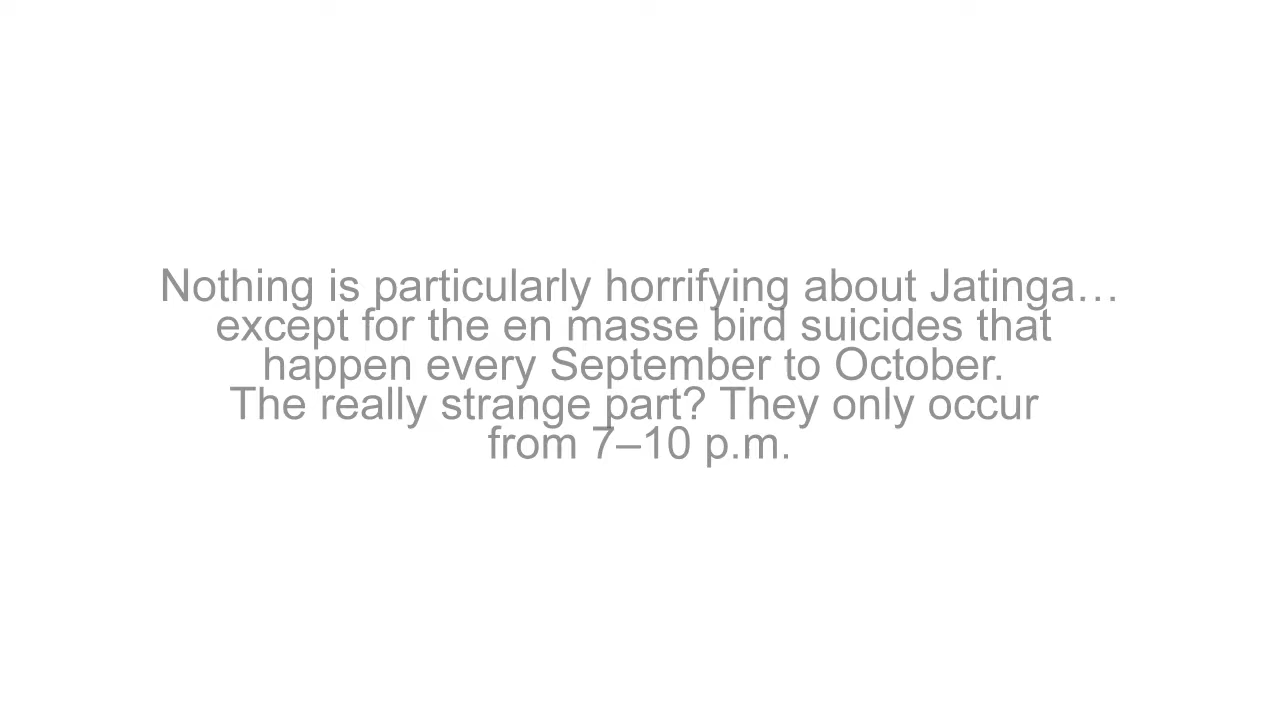 Nothing is particularly horrifying about Jatinga…
except for the en masse bird suicides that
happen every September to October.
The really strange part? They only occur
from 7–10 p.m.